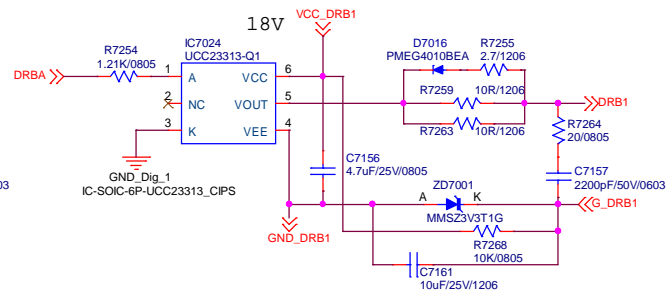 18V
VCC_DRB1
R7254
1.21K/0805
IC7024
UCC23313-Q1
D7016
PMEG4010BEA
R7255
2.7/1206
DRBA
1
A
VCC
6
R7259
10R/1206
2
NC
VOUT
5
DRB1
3
K
VEE
4
R7263
10R/1206
R7264
20/0805
GND_Dig_1
IC-SOIC-6P-UCC23313_CIPS
C7156
4.7uF/25V/0805
ZD7001
A
K
MMSZ3V3T1G
C7157
2200pF/50V/0603
G_DRB1
GND_DRB1
R7268
10K/0805
C7161
10uF/25V/1206
03